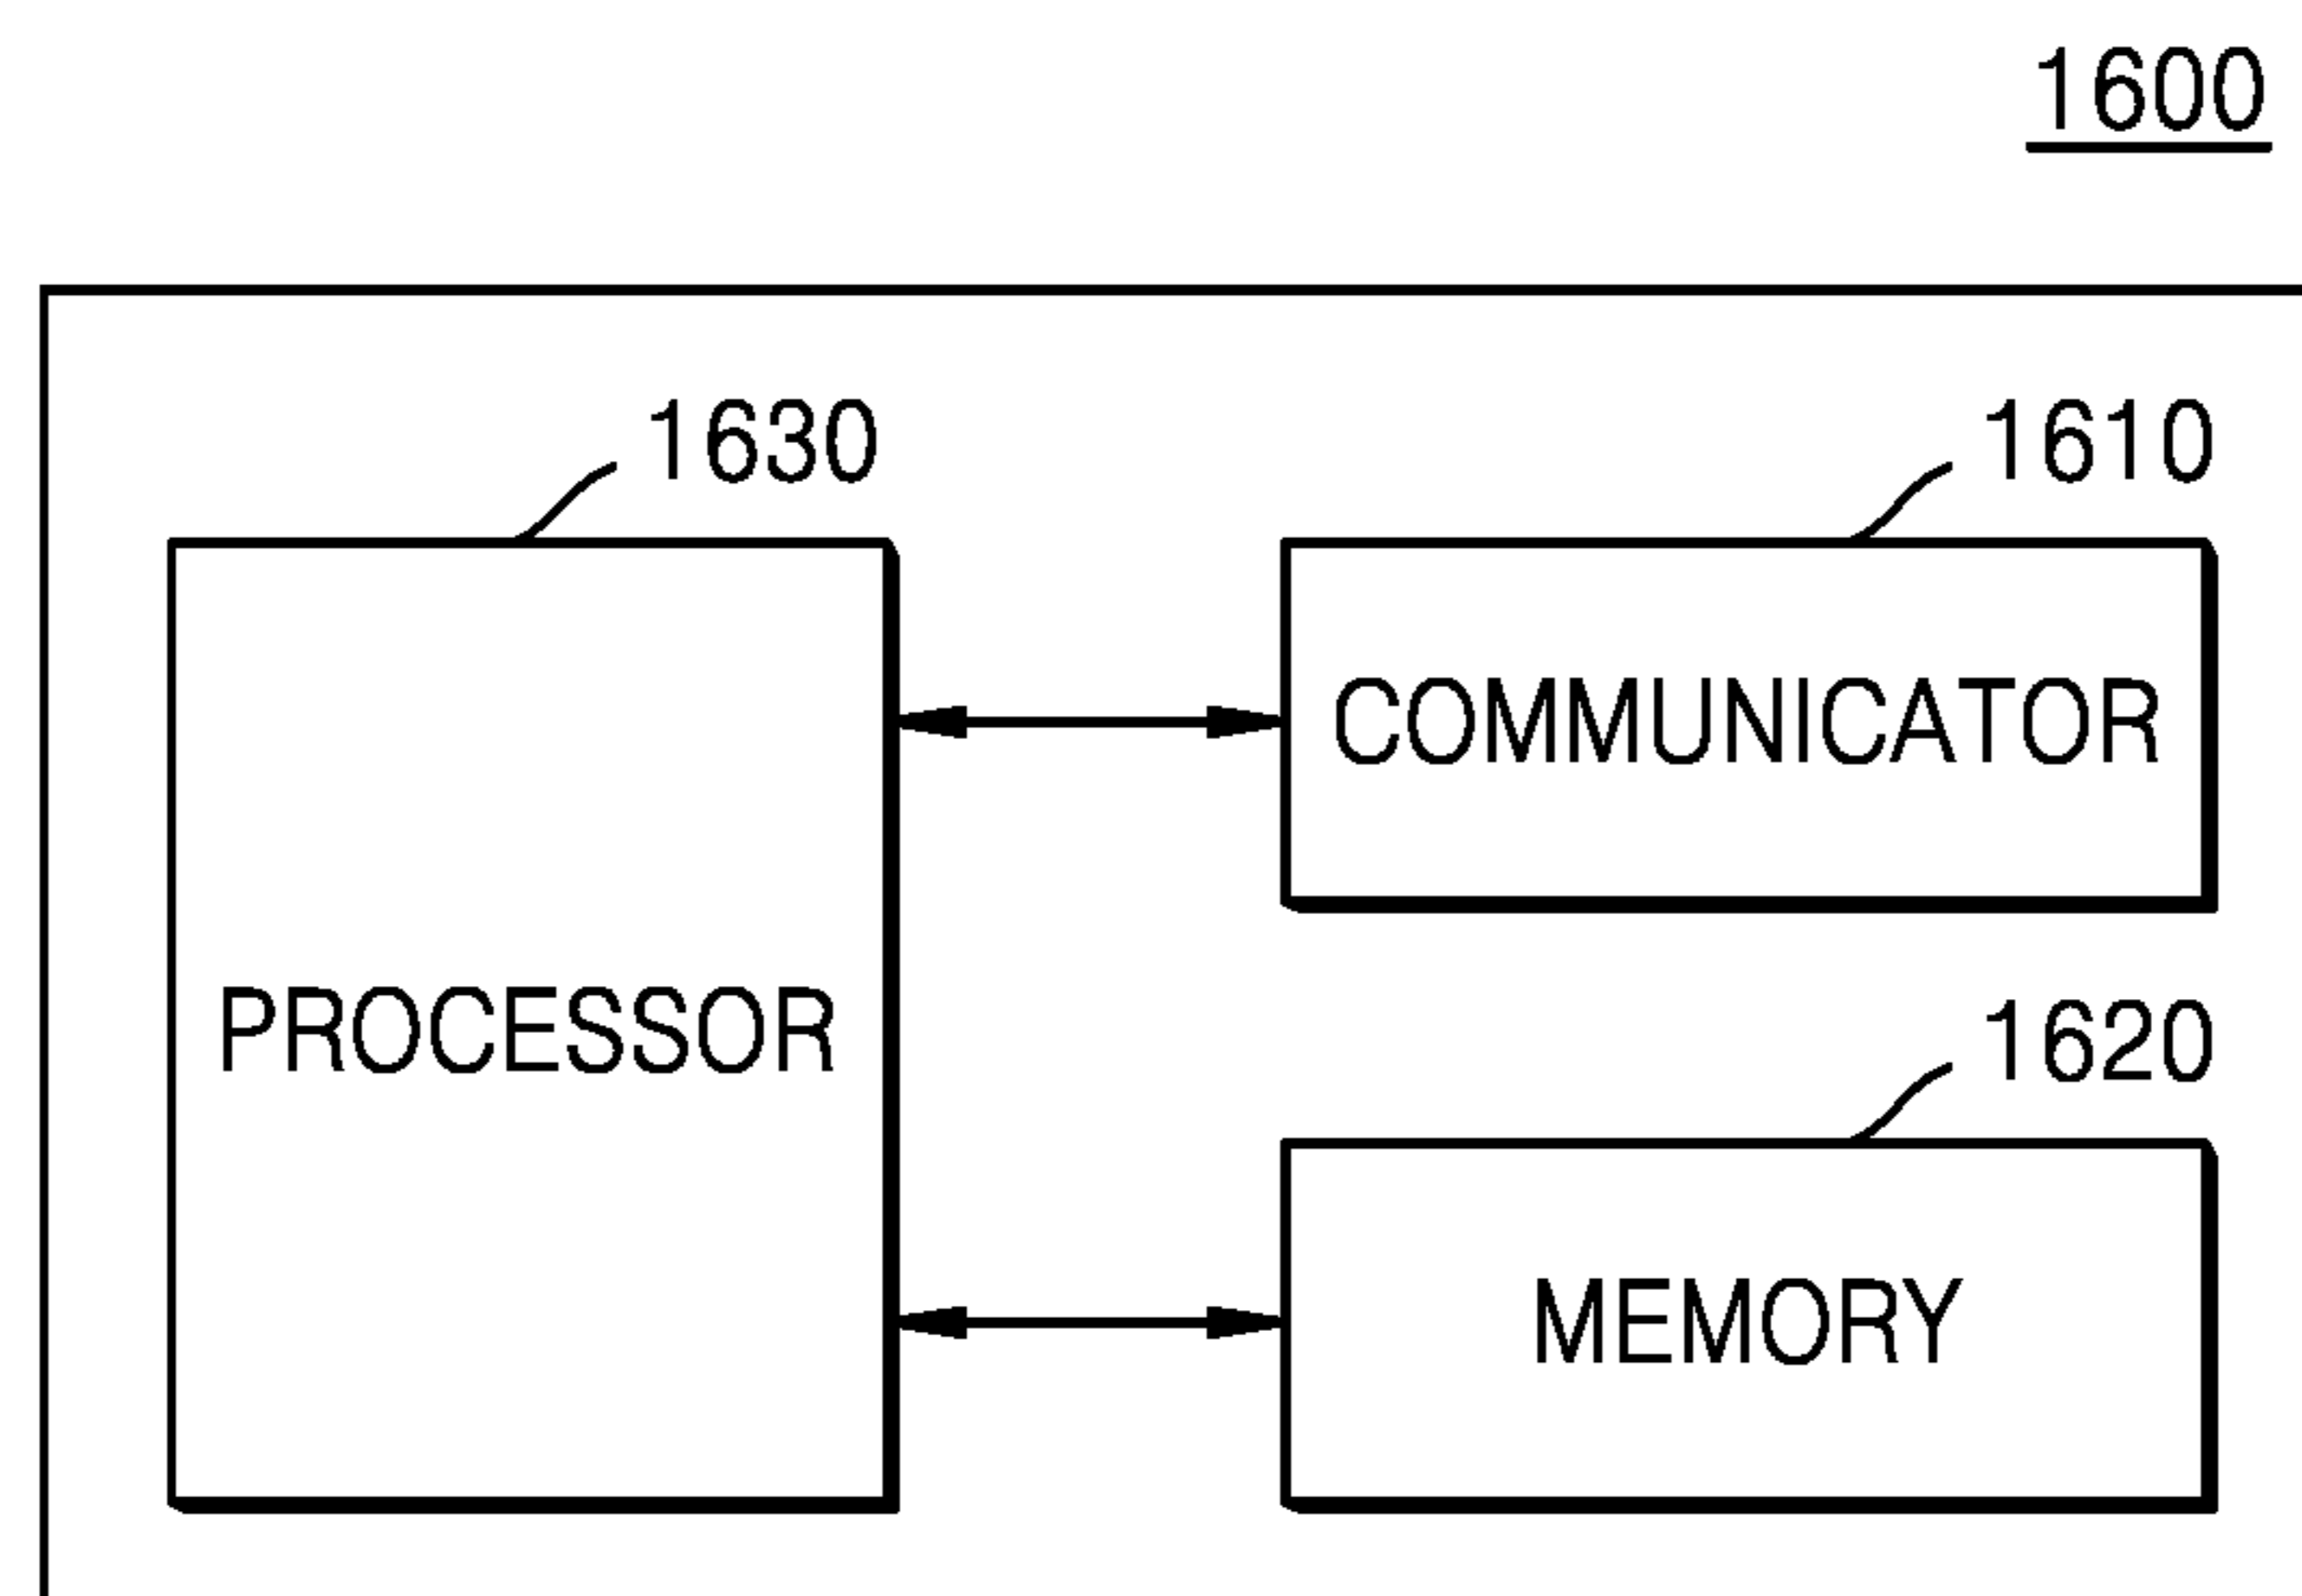 1600
1630
1610
COMMUNICATOR
PROCESSOR
1620
MEMORY